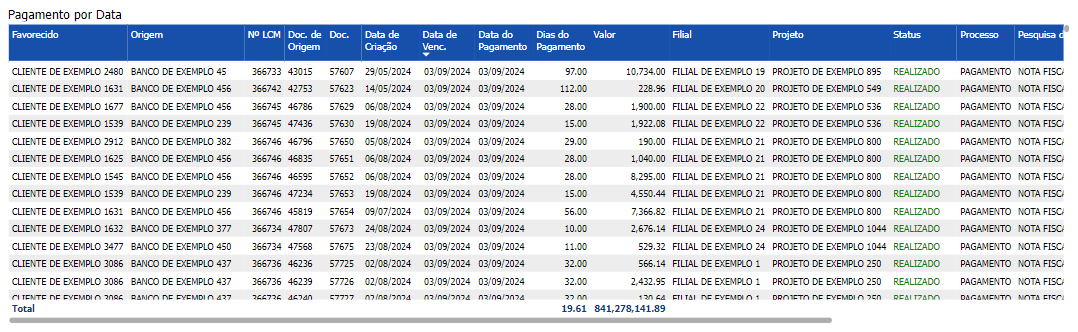 Pagamento por Data
Favorecido Origem Nº LCM Doc. de Origem Doc. Data de Criação Data de Venc. Data do Pagamento Dias do Pagamento Valor Filial Projeto Status Processo Pesquisa d
CLIENTE DE EXEMPLO 2480 BANCO DE EXEMPLO 45 366733 43015 57607 29/05/2024 03/09/2024 03/09/2024 97.00 10,734.00 FILIAL DE EXEMPLO 19 PROJETO DE EXEMPLO 895 REALIZADO PAGAMENTO NOTA FISCA
CLIENTE DE EXEMPLO 1631 BANCO DE EXEMPLO 456 366742 42753 57623 14/05/2024 03/09/2024 03/09/2024 112.00 228.96 FILIAL DE EXEMPLO 20 PROJETO DE EXEMPLO 549 REALIZADO PAGAMENTO NOTA FISCA
CLIENTE DE EXEMPLO 1677 BANCO DE EXEMPLO 456 366745 46786 57629 06/08/2024 03/09/2024 03/09/2024 28.00 1,900.00 FILIAL DE EXEMPLO 22 PROJETO DE EXEMPLO 536 REALIZADO PAGAMENTO NOTA FISCA
CLIENTE DE EXEMPLO 1539 BANCO DE EXEMPLO 239 366745 47436 57630 19/08/2024 03/09/2024 03/09/2024 15.00 1,922.08 FILIAL DE EXEMPLO 22 PROJETO DE EXEMPLO 536 REALIZADO PAGAMENTO NOTA FISCA
CLIENTE DE EXEMPLO 2912 BANCO DE EXEMPLO 382 366746 46796 57650 05/08/2024 03/09/2024 03/09/2024 29.00 190.00 FILIAL DE EXEMPLO 21 PROJETO DE EXEMPLO 800 REALIZADO PAGAMENTO NOTA FISCA
CLIENTE DE EXEMPLO 1625 BANCO DE EXEMPLO 456 366746 46835 57651 06/08/2024 03/09/2024 03/09/2024 28.00 1,040.00 FILIAL DE EXEMPLO 21 PROJETO DE EXEMPLO 800 REALIZADO PAGAMENTO NOTA FISCA
CLIENTE DE EXEMPLO 1545 BANCO DE EXEMPLO 456 366746 46595 57652 06/08/2024 03/09/2024 03/09/2024 28.00 8,295.00 FILIAL DE EXEMPLO 21 PROJETO DE EXEMPLO 800 REALIZADO PAGAMENTO NOTA FISCA
CLIENTE DE EXEMPLO 1539 BANCO DE EXEMPLO 239 366746 47234 57653 19/08/2024 03/09/2024 03/09/2024 15.00 4,550.44 FILIAL DE EXEMPLO 21 PROJETO DE EXEMPLO 800 REALIZADO PAGAMENTO NOTA FISCA
CLIENTE DE EXEMPLO 1631 BANCO DE EXEMPLO 456 366746 45819 57654 09/07/2024 03/09/2024 03/09/2024 56.00 7,366.82 FILIAL DE EXEMPLO 21 PROJETO DE EXEMPLO 800 REALIZADO PAGAMENTO NOTA FISCA
CLIENTE DE EXEMPLO 1632 BANCO DE EXEMPLO 377 366734 47807 57673 24/08/2024 03/09/2024 03/09/2024 10.00 2,676.14 FILIAL DE EXEMPLO 24 PROJETO DE EXEMPLO 1044 REALIZADO PAGAMENTO NOTA FISCA
CLIENTE DE EXEMPLO 3477 BANCO DE EXEMPLO 450 366734 47568 57675 23/08/2024 03/09/2024 03/09/2024 11.00 529.32 FILIAL DE EXEMPLO 24 PROJETO DE EXEMPLO 1044 REALIZADO PAGAMENTO NOTA FISCA
CLIENTE DE EXEMPLO 3086 BANCO DE EXEMPLO 437 366736 46236 57725 02/08/2024 03/09/2024 03/09/2024 32.00 566.14 FILIAL DE EXEMPLO 1 PROJETO DE EXEMPLO 250 REALIZADO PAGAMENTO NOTA FISCA
CLIENTE DE EXEMPLO 3086 BANCO DE EXEMPLO 437 366736 46239 57726 02/08/2024 03/09/2024 03/09/2024 32.00 2,432.95 FILIAL DE EXEMPLO 1 PROJETO DE EXEMPLO 250 REALIZADO PAGAMENTO NOTA FISCA
CLIENTE DE EXEMPLO 3086 BANCO DE EXEMPLO 437 366736 46240 57727 02/08/2024 03/09/2024 03/09/2024 32.00 130.64 FILIAL DE EXEMPLO 1 PROJETO DE EXEMPLO 250 REALIZADO PAGAMENTO NOTA FISCA
Total 19.61 841,278,141.89